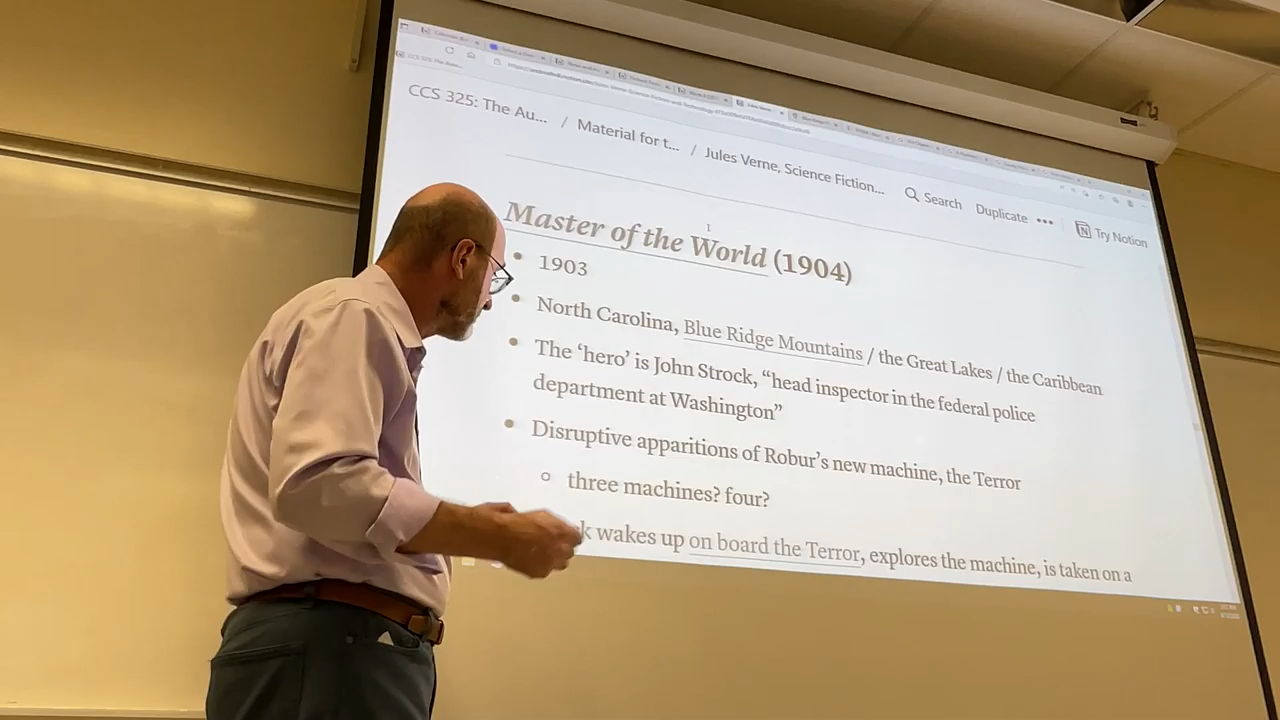 CCS 325: The Au... / Material for t... / Jules Verne, Science Fiction...
Search Duplicate ••• Try Notion
Master of the World (1904)
• 1903
• North Carolina, Blue Ridge Mountains / the Great Lakes / the Caribbean
• The ‘hero’ is John Strock, “head inspector in the federal police
department at Washington”
• Disruptive apparitions of Robur’s new machine, the Terror
○ three machines? four?
k wakes up on board the Terror, explores the machine, is taken on a